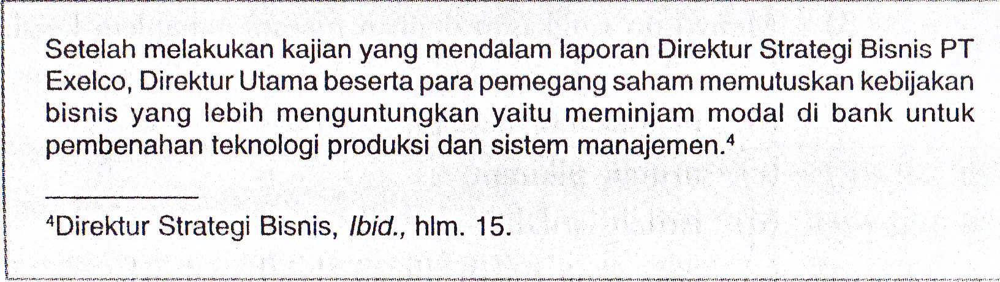 Setelah melakukan kajian yang mendalam laporan Direktur Strategi Bisnis PT
Exelco, Direktur Utama beserta para pemegang saham memutuskan kebijakan
bisnis yang lebih menguntungkan yaitu meminjam modal di bank untuk
pembenahan teknologi produksi dan sistem manajemen.⁴
⁴Direktur Strategi Bisnis, Ibid., hlm. 15.